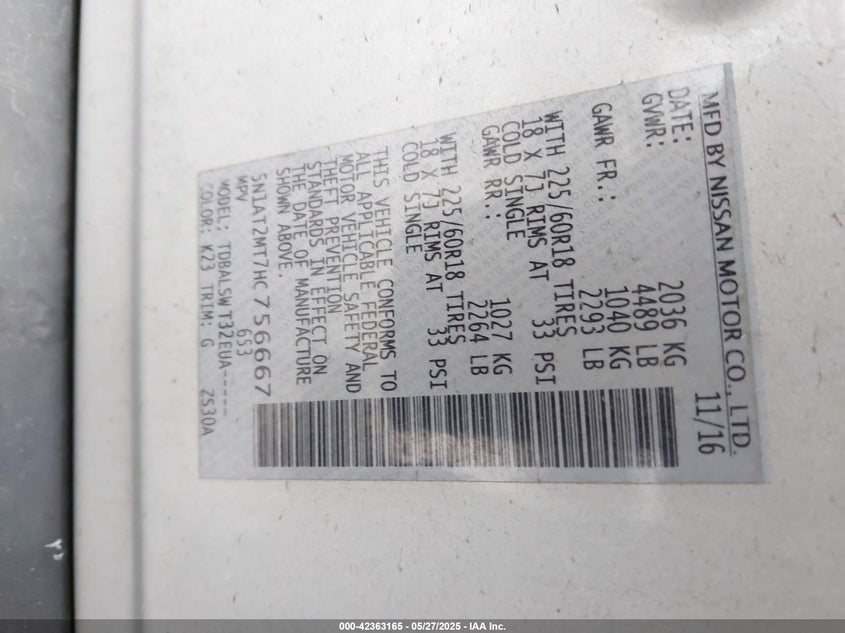 MFD BY NISSAN MOTOR CO., LTD.
DATE: 11/16
GVWR: 2036 KG
4489 LB
GAWR FR.: 1040 KG
2293 LB
WITH 225/60R18 TIRES
18 X 7J RIMS AT 33 PSI
COLD SINGLE
GAWR RR.: 1027 KG
2264 LB
WITH 225/60R18 TIRES
18 X 7J RIMS AT 33 PSI
COLD SINGLE
THIS VEHICLE CONFORMS TO
ALL APPLICABLE FEDERAL
MOTOR VEHICLE SAFETY AND
THEFT PREVENTION
STANDARDS IN EFFECT ON
THE DATE OF MANUFACTURE
SHOWN ABOVE.
5N1AT2MT7HC756667
MPV 6S3
MODEL: TDBALSWT32EUA-----
COLOR: K23 TRIM: G ZS30A
000-42363165 - 05/27/2025 - IAA Inc.